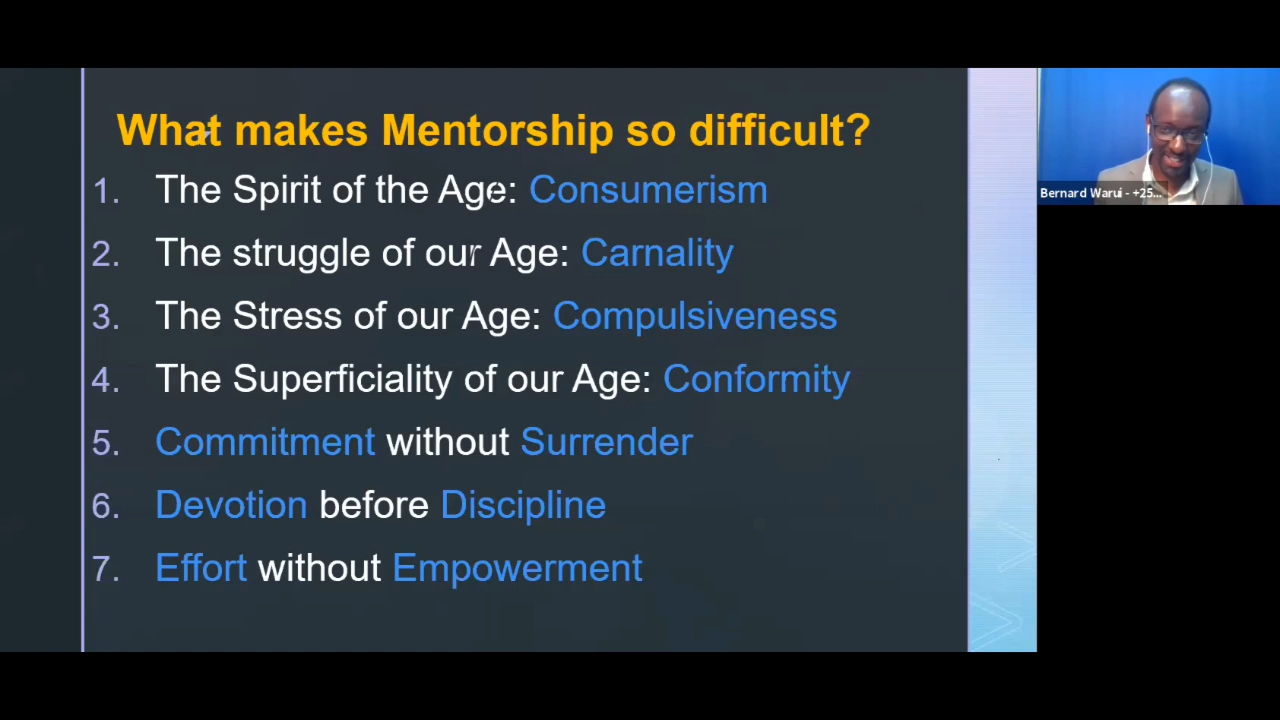 What makes Mentorship so difficult?
1. The Spirit of the Age: Consumerism
2. The struggle of our Age: Carnality
3. The Stress of our Age: Compulsiveness
4. The Superficiality of our Age: Conformity
5. Commitment without Surrender
6. Devotion before Discipline
7. Effort without Empowerment
Bernard Warui - +25...